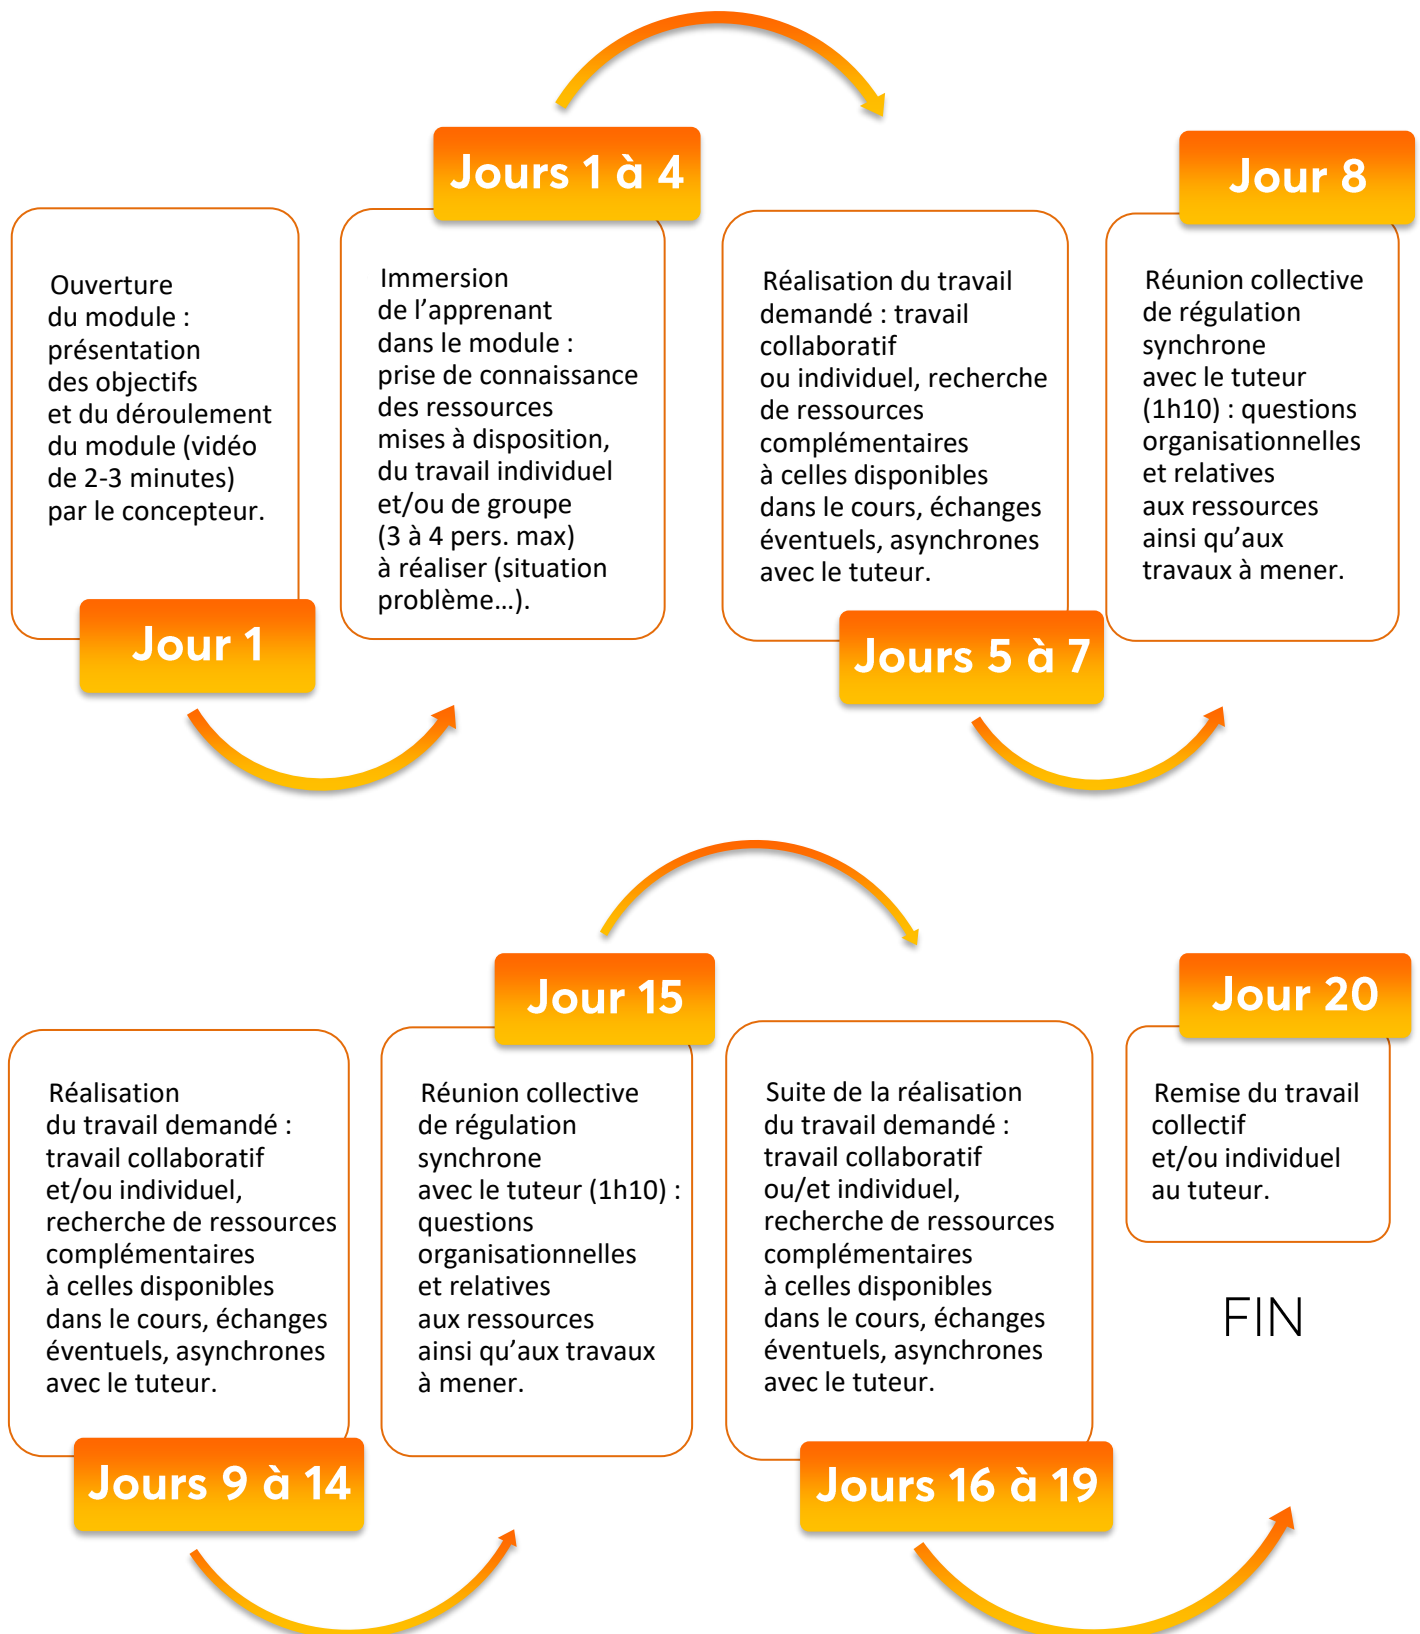 Jour 1
Ouverture
du module :
présentation
des objectifs
et du déroulement
du module (vidéo
de 2-3 minutes)
par le concepteur.
Jours 1 à 4
Immersion
de l’apprenant
dans le module :
prise de connaissance
des ressources
mises à disposition,
du travail individuel
et/ou de groupe
(3 à 4 pers. max)
à réaliser (situation
problème…).
Jours 5 à 7
Réalisation du travail
demandé : travail
collaboratif
ou individuel, recherche
de ressources
complémentaires
à celles disponibles
dans le cours, échanges
éventuels, asynchrones
avec le tuteur.
Jour 8
Réunion collective
de régulation
synchrone
avec le tuteur
(1h10) : questions
organisationnelles
et relatives
aux ressources
ainsi qu’aux
travaux à mener.
Jours 9 à 14
Réalisation
du travail demandé :
travail collaboratif
et/ou individuel,
recherche de ressources
complémentaires
à celles disponibles
dans le cours, échanges
éventuels, asynchrones
avec le tuteur.
Jour 15
Réunion collective
de régulation
synchrone
avec le tuteur (1h10) :
questions
organisationnelles
et relatives
aux ressources
ainsi qu’aux travaux
à mener.
Jours 16 à 19
Suite de la réalisation
du travail demandé :
travail collaboratif
ou/et individuel,
recherche de ressources
complémentaires
à celles disponibles
dans le cours, échanges
éventuels, asynchrones
avec le tuteur.
Jour 20
Remise du travail
collectif
et/ou individuel
au tuteur.
FIN